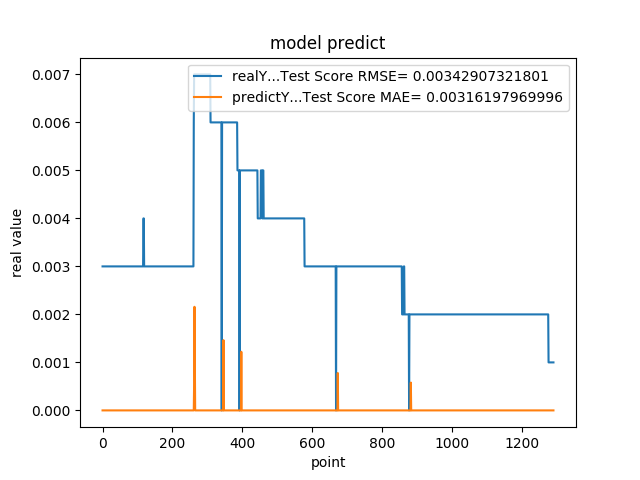 model predict
realY...Test Score RMSE= 0.00342907321801
predictY...Test Score MAE= 0.00316197969996
0.007
0.006
0.005
0.004
0.003
0.002
0.001
0.000
real value
0 200 400 600 800 1000 1200
point